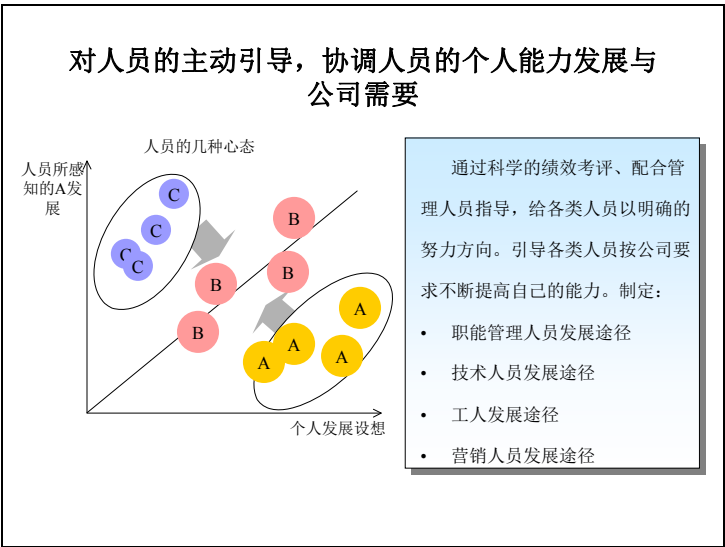 对人员的主动引导，协调人员的个人能力发展与
公司需要
人员的几种心态
人员所感
知的A发
展
C
C
C
C
B
B
B
B
A
A
A
A
个人发展设想
通过科学的绩效考评、配合管
理人员指导，给各类人员以明确的
努力方向。引导各类人员按公司要
求不断提高自己的能力。制定：
• 职能管理人员发展途径
• 技术人员发展途径
• 工人发展途径
• 营销人员发展途径